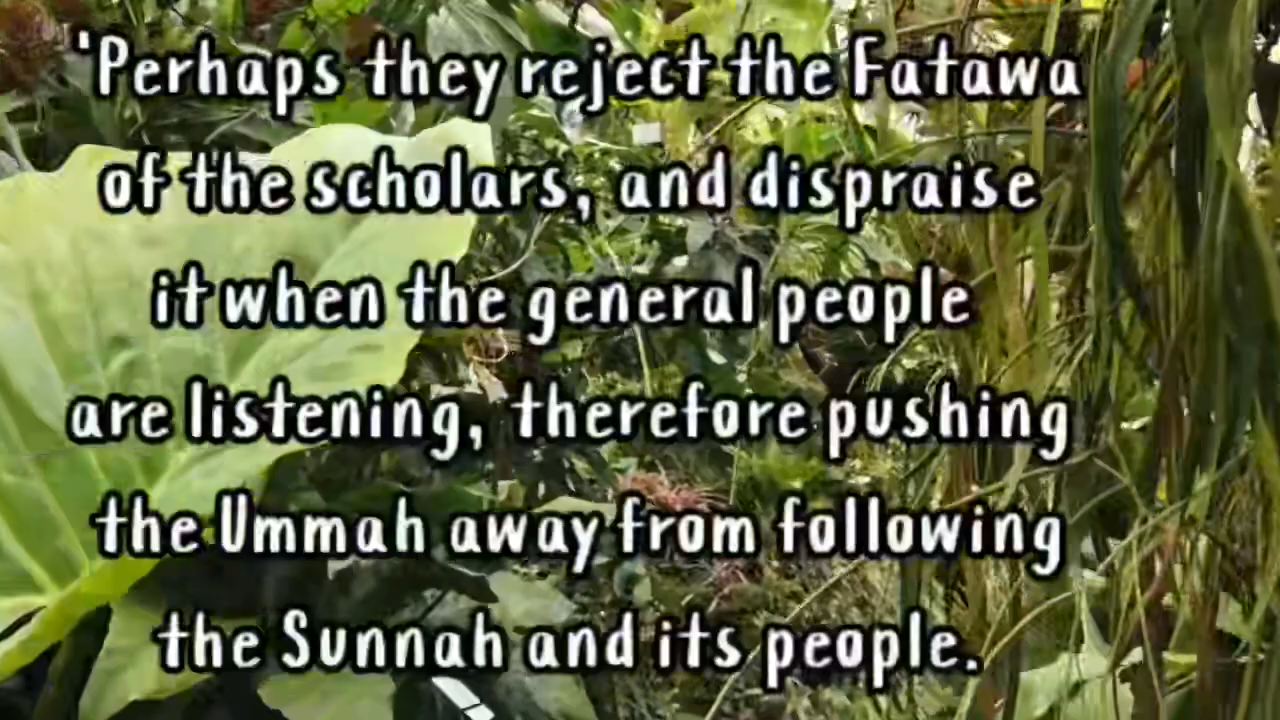 'Perhaps they reject the Fatawa
of the scholars, and dispraise
it when the general people
are listening, therefore pushing
the Ummah away from following
the Sunnah and its people.